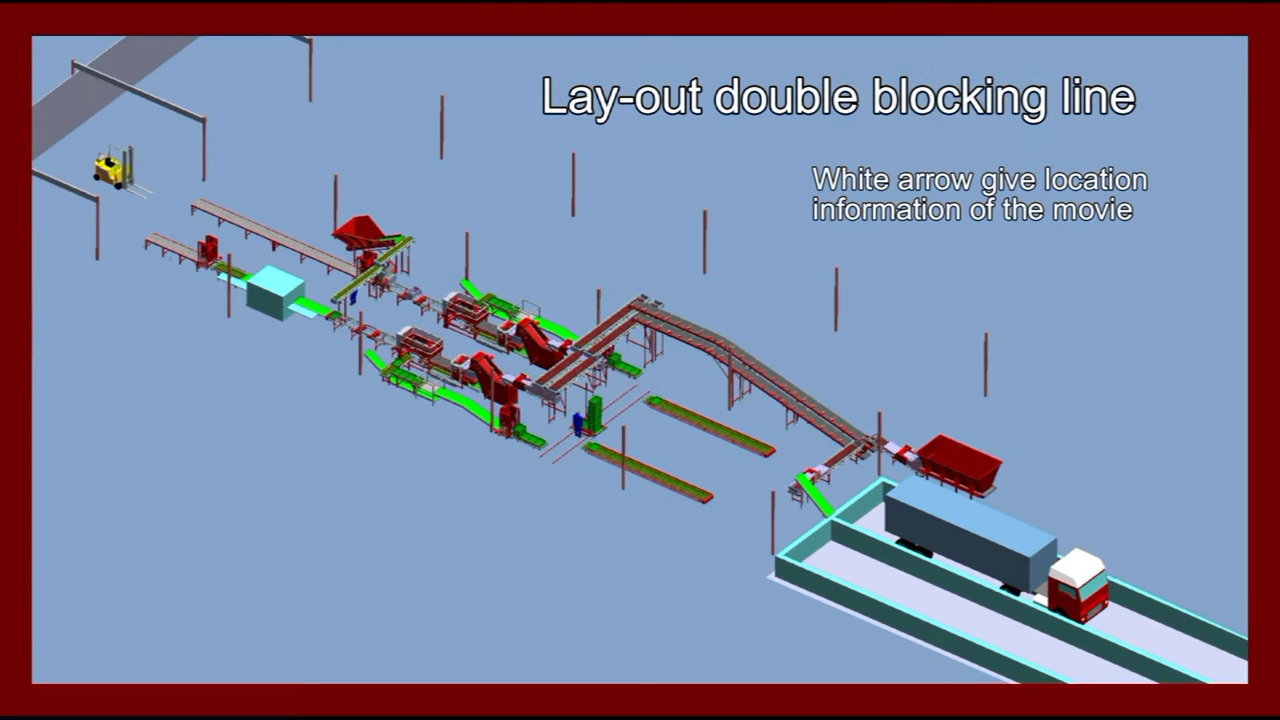 Lay-out double blocking line
White arrow give location
information of the movie